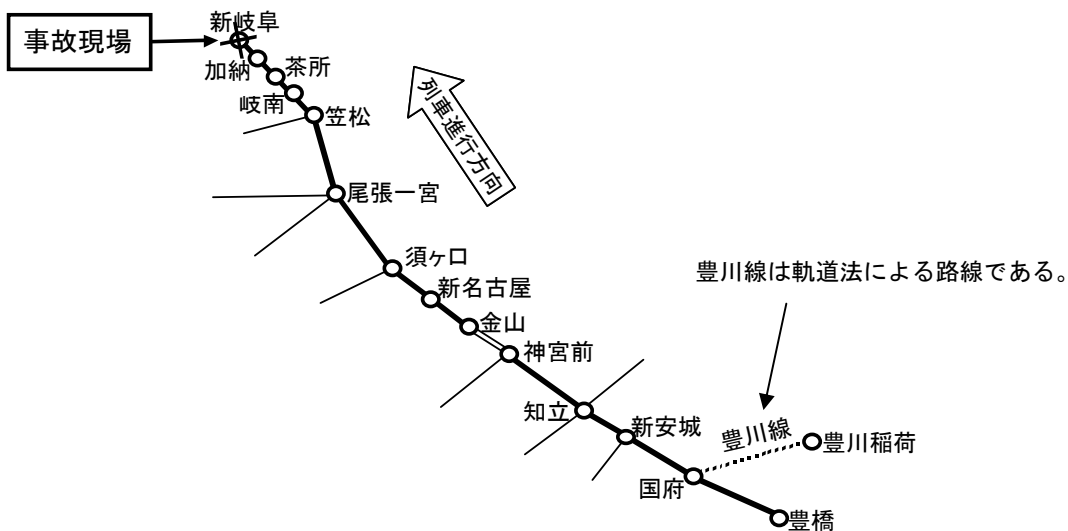 新岐阜
事故現場
加納
茶所
岐南
笠松
列車進行方向
尾張一宮
須ヶ口
豊川線は軌道法による路線である。
新名古屋
金山
神宮前
知立
新安城
豊川線
豊川稲荷
国府
豊橋